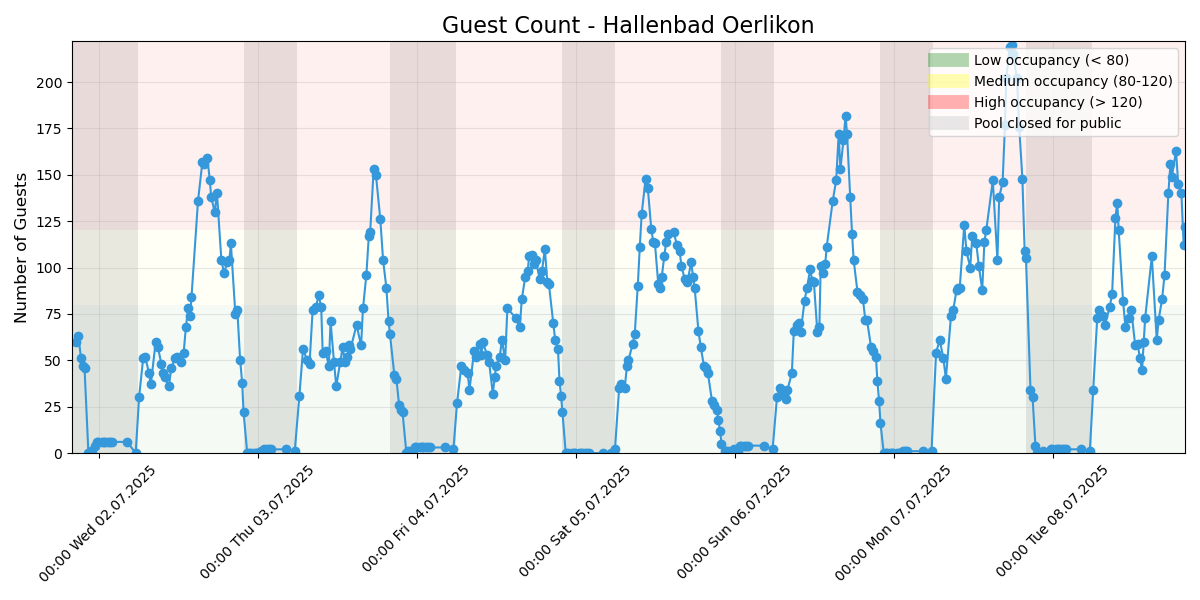 Guest Count - Hallenbad Oerlikon
Number of Guests
200
175
150
125
100
75
50
25
0
Low occupancy (< 80)
Medium occupancy (80-120)
High occupancy (> 120)
Pool closed for public
00:00 Wed 02.07.2025
00:00 Thu 03.07.2025
00:00 Fri 04.07.2025
00:00 Sat 05.07.2025
00:00 Sun 06.07.2025
00:00 Mon 07.07.2025
00:00 Tue 08.07.2025